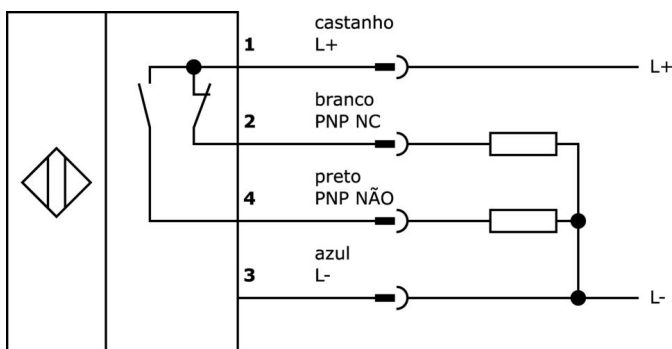 castanho
1 L+
L+
branco
2 PNP NC
preto
4 PNP NÃO
azul
3 L-
L-